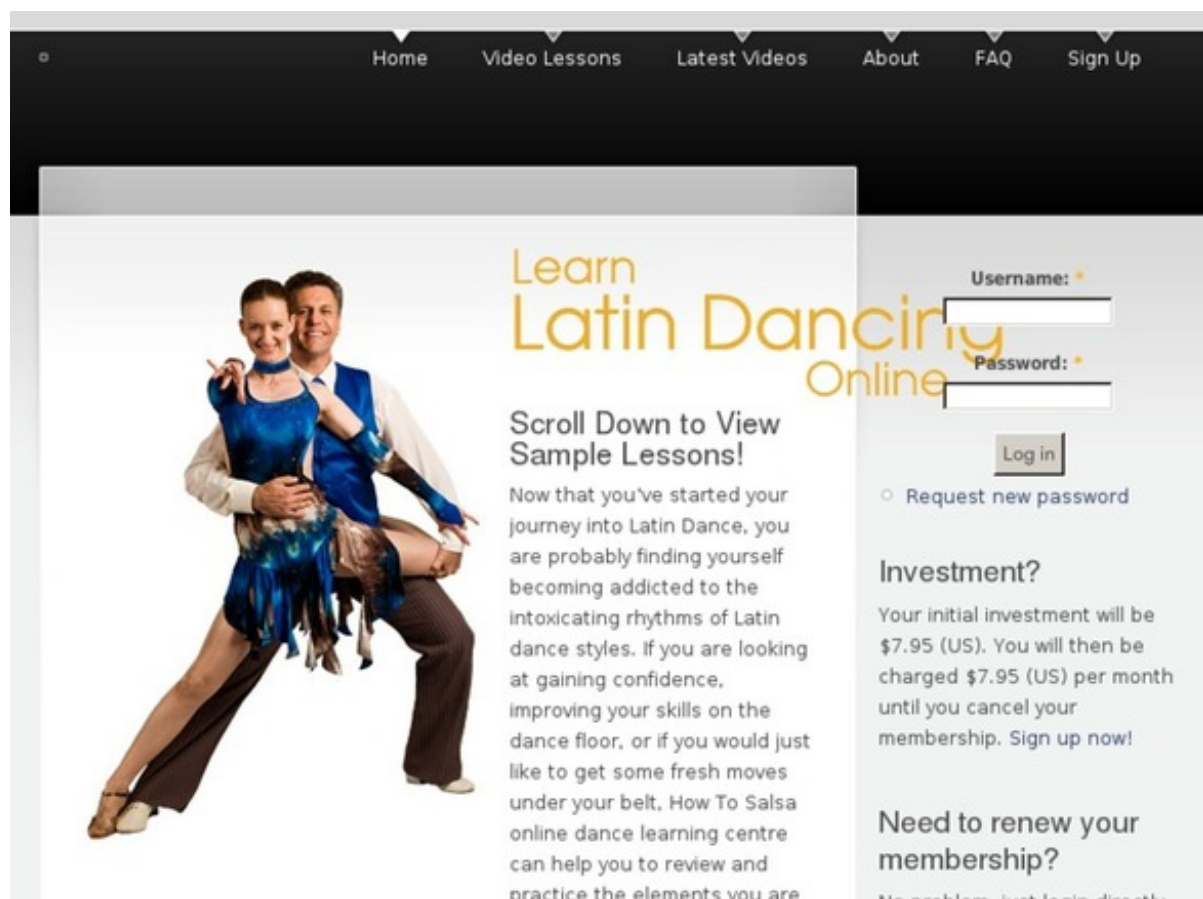 Home Video Lessons Latest Videos About FAQ Sign Up
Learn
Latin Dancing
Online
Scroll Down to View
Sample Lessons!
Now that you've started your
journey into Latin Dance, you
are probably finding yourself
becoming addicted to the
intoxicating rhythms of Latin
dance styles. If you are looking
at gaining confidence,
improving your skills on the
dance floor, or if you would just
like to get some fresh moves
under your belt, How To Salsa
online dance learning centre
can help you to review and
practice the elements you are
Username: *
Password: *
Log in
Request new password
Investment?
Your initial investment will be
$7.95 (US). You will then be
charged $7.95 (US) per month
until you cancel your
membership. Sign up now!
Need to renew your
membership?
No problem, just login directly